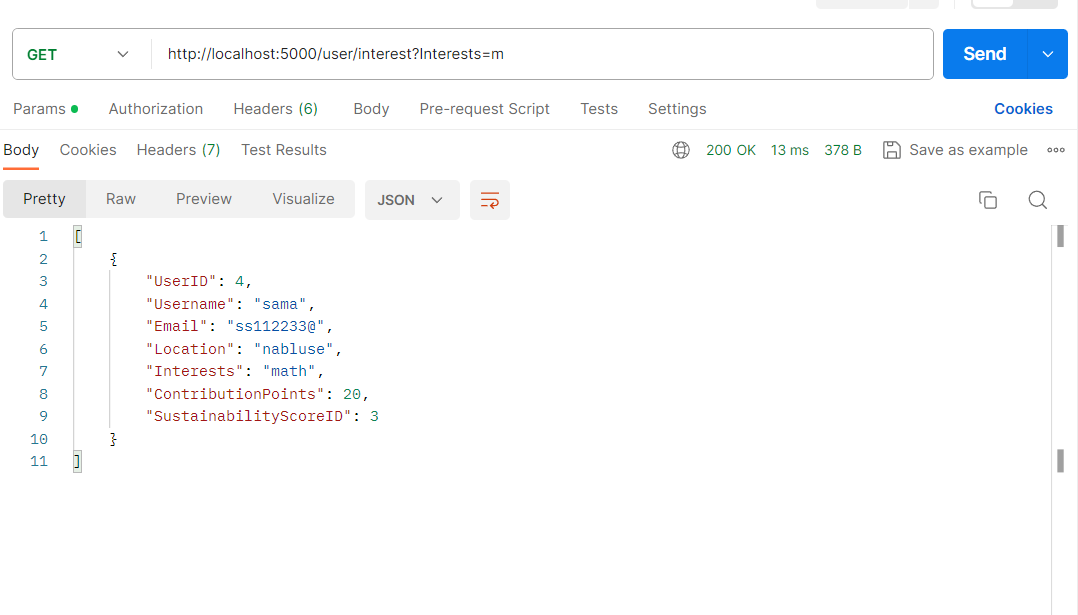 GET http://localhost:5000/user/interest?Interests=m Send
Params Authorization Headers (6) Body Pre-request Script Tests Settings Cookies
Body Cookies Headers (7) Test Results 200 OK 13 ms 378 B Save as example
Pretty Raw Preview Visualize JSON
1 [
2 {
3 "UserID": 4,
4 "Username": "sama",
5 "Email": "ss112233@",
6 "Location": "nabluse",
7 "Interests": "math",
8 "ContributionPoints": 20,
9 "SustainabilityScoreID": 3
10 }
11 ]